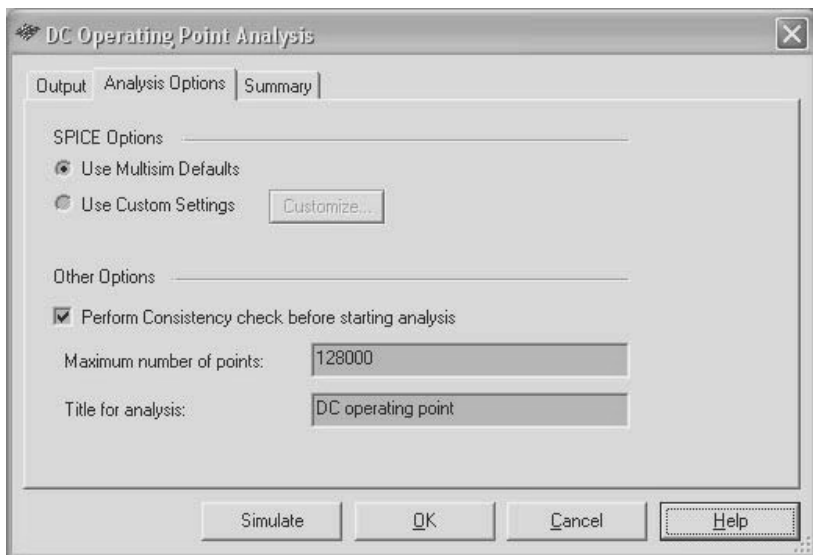 DC Operating Point Analysis
Output Analysis Options Summary
SPICE Options
Use Multisim Defaults
Use Custom Settings Customize...
Other Options
Perform Consistency check before starting analysis
Maximum number of points: 128000
Title for analysis: DC operating point
Simulate OK Cancel Help